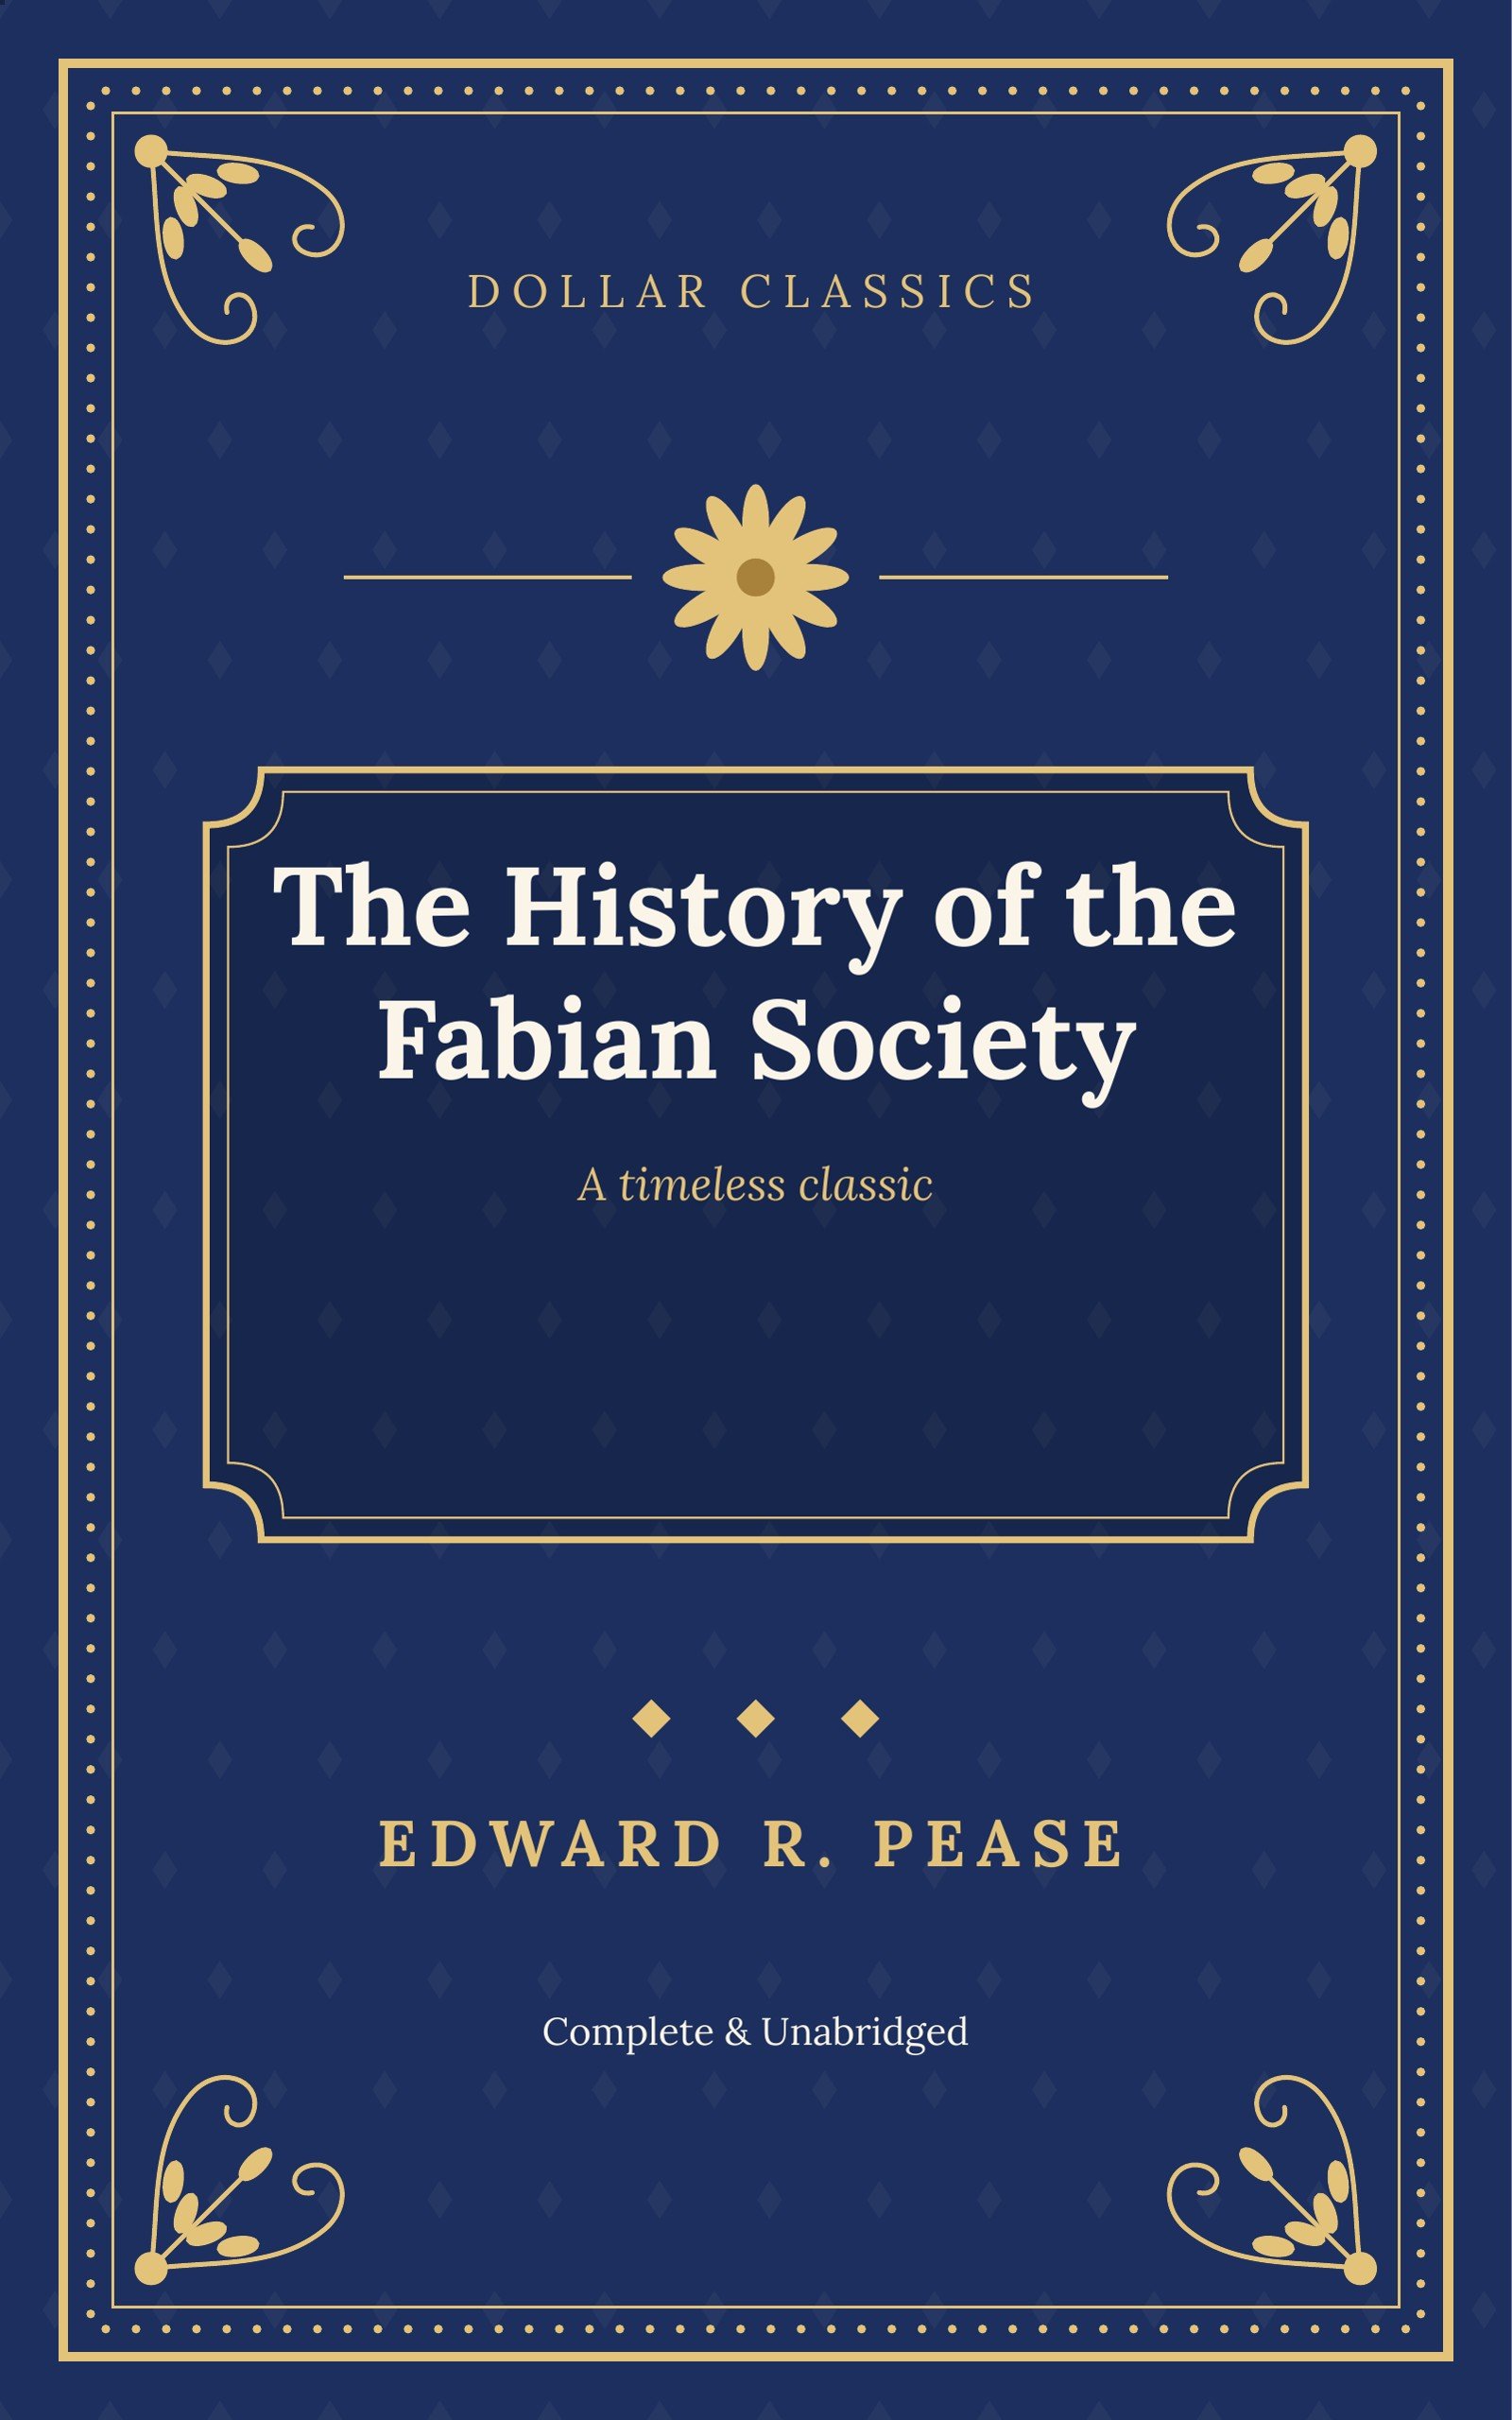 DOLLAR CLASSICS
The History of the
Fabian Society
A timeless classic
EDWARD R. PEASE
Complete & Unabridged